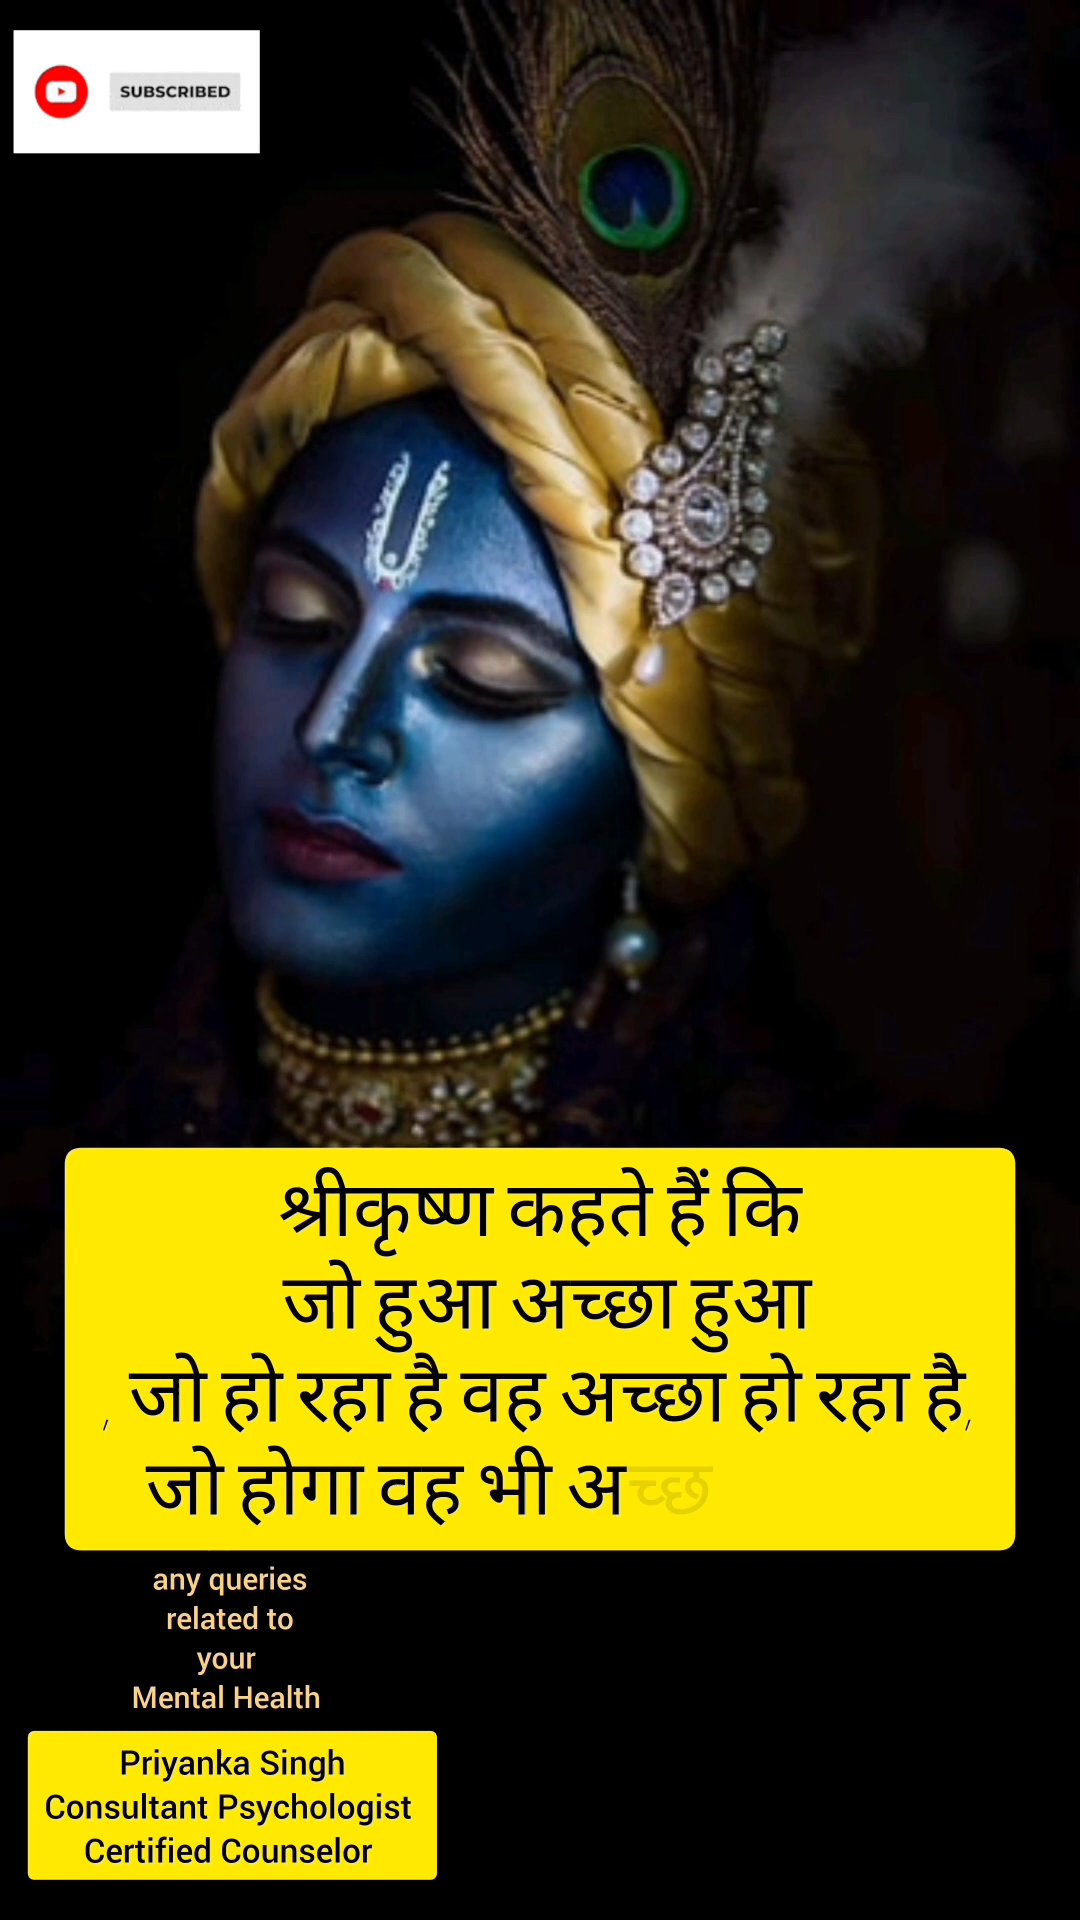 SUBSCRIBED
श्रीकृष्ण कहते हैं कि
जो हुआ अच्छा हुआ
, जो हो रहा है वह अच्छा हो रहा है,
जो होगा वह भी अच्छ
any queries
related to
your
Mental Health
Priyanka Singh
Consultant Psychologist
Certified Counselor